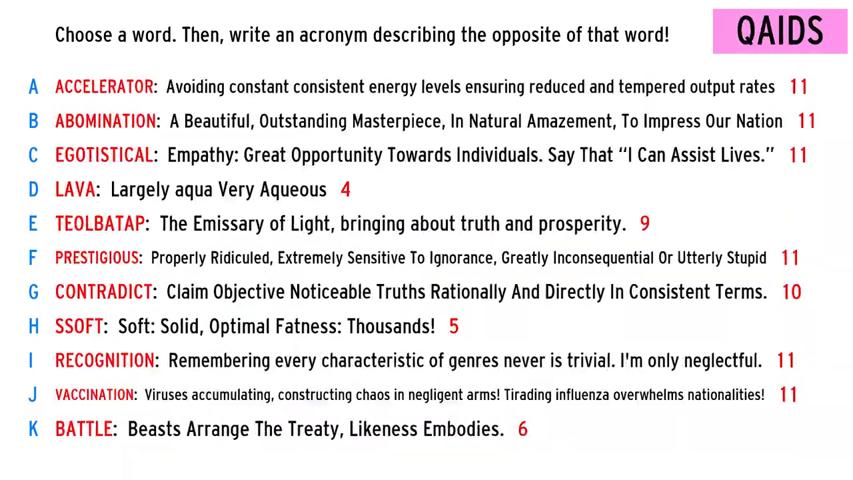 Choose a word. Then, write an acronym describing the opposite of that word!
QAIDS
A ACCELERATOR: Avoiding constant consistent energy levels ensuring reduced and tempered output rates 11
B ABOMINATION: A Beautiful, Outstanding Masterpiece, In Natural Amazement, To Impress Our Nation 11
C EGOTISTICAL: Empathy: Great Opportunity Towards Individuals. Say That “I Can Assist Lives.” 11
D LAVA: Largely aqua Very Aqueous 4
E TEOLBATAP: The Emissary of Light, bringing about truth and prosperity. 9
F PRESTIGIOUS: Properly Ridiculed, Extremely Sensitive To Ignorance, Greatly Inconsequential Or Utterly Stupid 11
G CONTRADICT: Claim Objective Noticeable Truths Rationally And Directly In Consistent Terms. 10
H SSOFT: Soft: Solid, Optimal Fatness: Thousands! 5
I RECOGNITION: Remembering every characteristic of genres never is trivial. I'm only neglectful. 11
J VACCINATION: Viruses accumulating, constructing chaos in negligent arms! Tirading influenza overwhelms nationalities! 11
K BATTLE: Beasts Arrange The Treaty, Likeness Embodies. 6